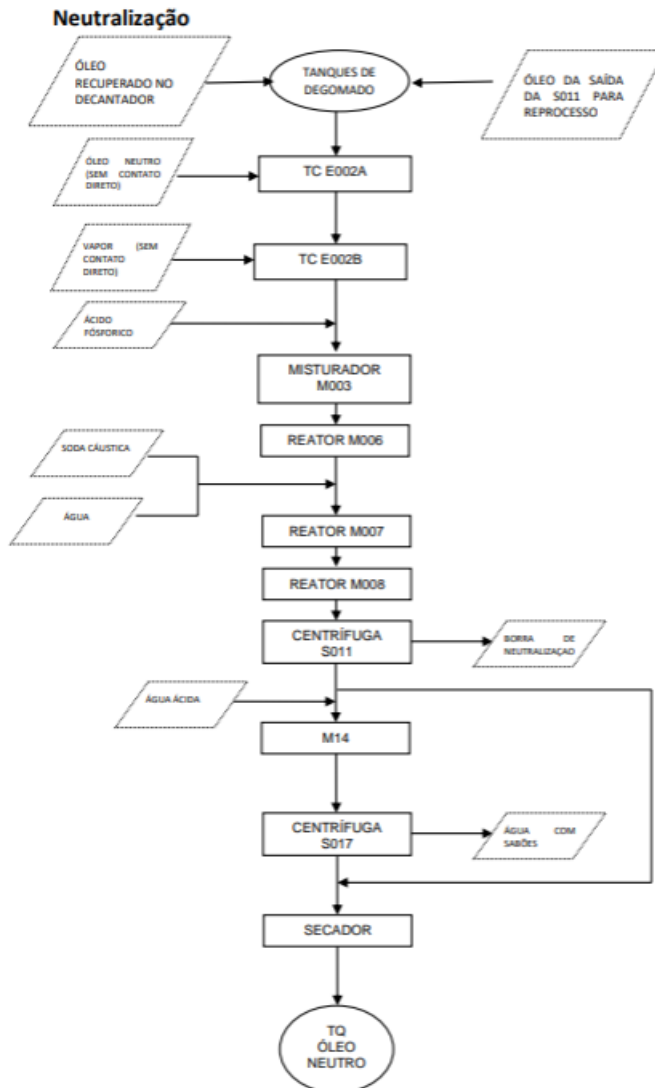 Neutralização
ÓLEO
RECUPERADO NO
DECANTADOR
TANQUES DE
DEGOMADO
ÓLEO DA SAÍDA
DA S011 PARA
REPROCESSO
ÓLEO NEUTRO
(SEM CONTATO
DIRETO)
TC E002A
VAPOR (SEM
CONTATO
DIRETO)
TC E002B
ÁCIDO
FÓSFORICO
MISTURADOR
M003
REATOR M006
SODA CÁUSTICA
ÁGUA
REATOR M007
REATOR M008
CENTRÍFUGA
S011
BORRA DE
NEUTRALIZAÇAO
ÁGUA ÁCIDA
M14
CENTRÍFUGA
S017
ÁGUA COM
SABÕES
SECADOR
TQ
ÓLEO
NEUTRO